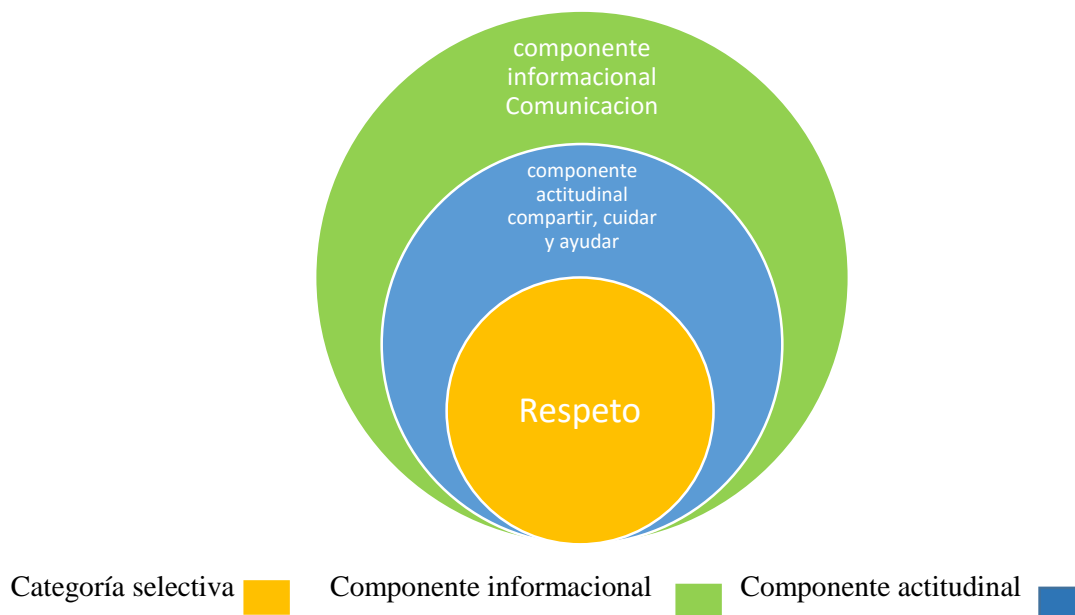 componente
informacional
Comunicacion
componente
actitudinal
compartir, cuidar
y ayudar
Respeto
Categoría selectiva Componente informacional Componente actitudinal